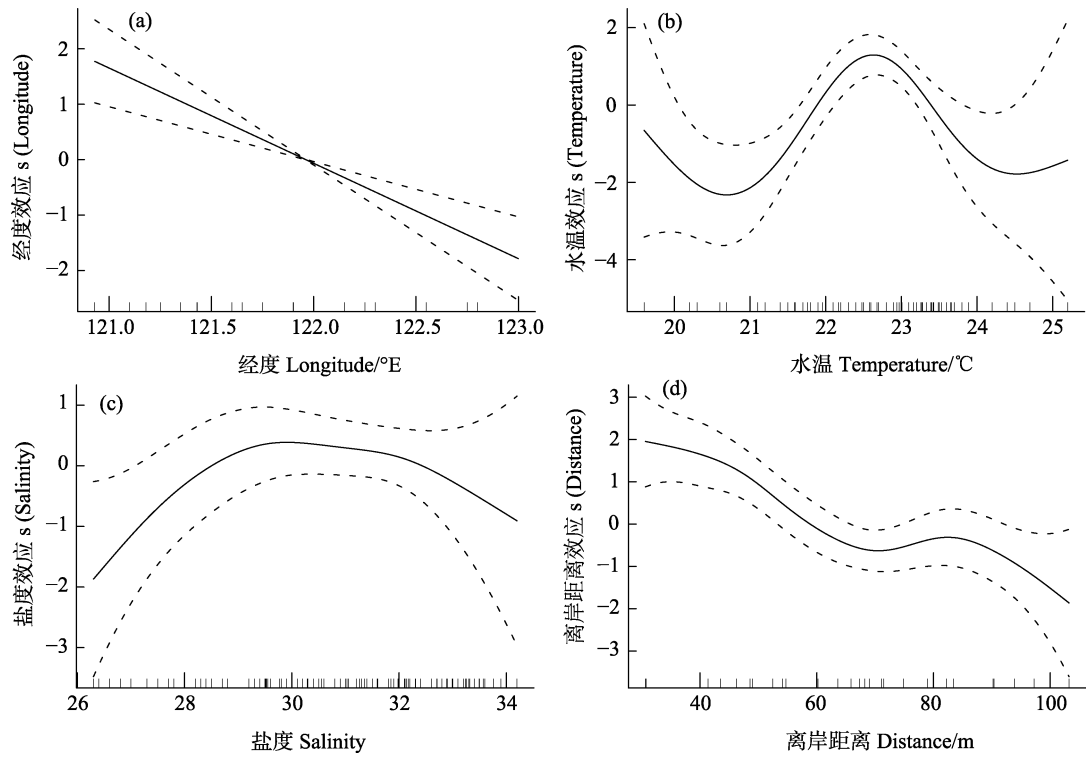 (a)
经度效应 s (Longitude)
2
1
0
−1
−2
121.0 121.5 122.0 122.5 123.0
经度 Longitude/°E
(b)
水温效应 s (Temperature)
2
0
−2
−4
20 21 22 23 24 25
水温 Temperature/℃
(c)
盐度效应 s (Salinity)
1
0
−1
−2
−3
26 28 30 32 34
盐度 Salinity
(d)
离岸距离效应 s (Distance)
3
2
1
0
−1
−2
−3
40 60 80 100
离岸距离 Distance/m